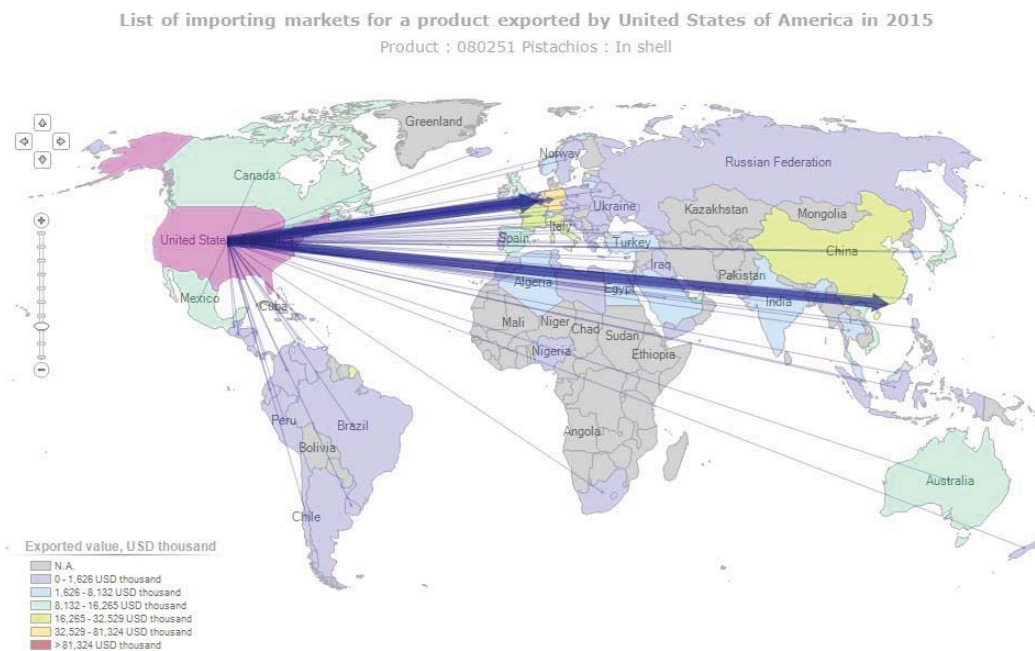 List of importing markets for a product exported by United States of America in 2015
Product : 080251 Pistachios : In shell
Greenland
Norway
Russian Federation
Canada
Ukraine
Kazakhstan
Mongolia
United States
Italy
Spain
Turkey
China
Iraq
Pakistan
Algeria
Egypt
India
Mexico
Cuba
Mali
Niger
Chad
Sudan
Nigeria
Ethiopia
Peru
Brazil
Angola
Bolivia
Australia
Chile
Exported value, USD thousand
N.A.
0 - 1,626 USD thousand
1,626 - 8,132 USD thousand
8,132 - 16,265 USD thousand
16,265 - 32,529 USD thousand
32,529 - 81,324 USD thousand
> 81,324 USD thousand